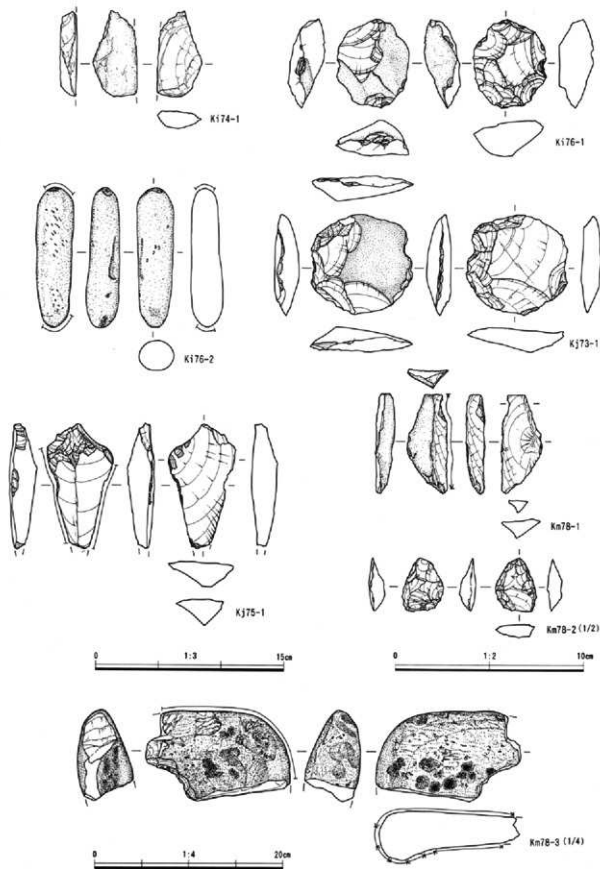 Ki74-1
Ki76-1
Ki76-2
Kj73-1
Km78-1
Kj75-1
Km78-2 (1/2)
0 1:3 15cm
0 1:2 10cm
Km78-3 (1/4)
0 1:4 20cm